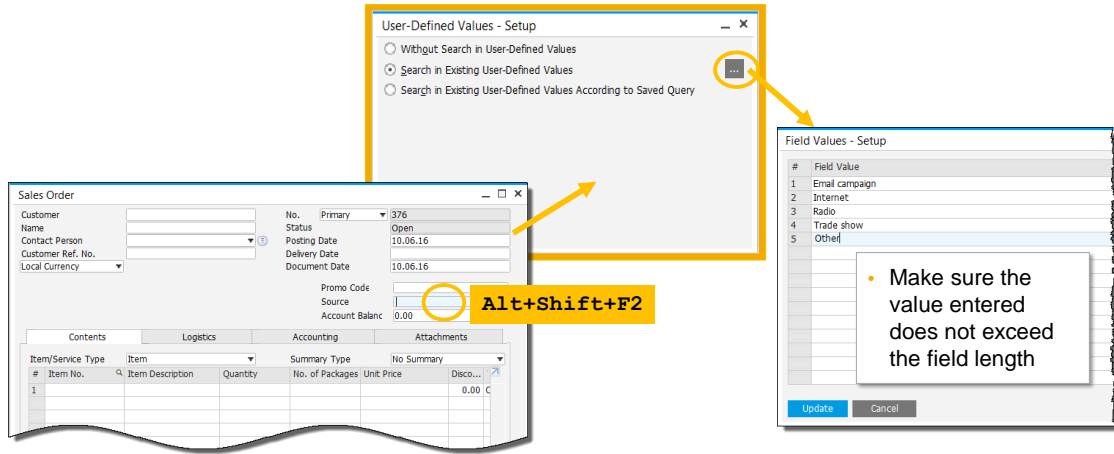 User-Defined Values - Setup
Without Search in User-Defined Values
Search in Existing User-Defined Values
...
Search in Existing User-Defined Values According to Saved Query
Field Values - Setup
# Field Value
1 Email campaign
2 Internet
3 Radio
4 Trade show
5 Other
• Make sure the
value entered
does not exceed
the field length
Update Cancel
Sales Order
Customer No. Primary 376
Name Status Open
Contact Person Posting Date 10.06.16
Customer Ref. No. Delivery Date
Local Currency Document Date 10.06.16
Promo Code
Source
Account Balanc 0.00
Alt+Shift+F2
Contents Logistics Accounting Attachments
Item/Service Type Item Summary Type No Summary
# Item No. Item Description Quantity No. of Packages Unit Price Disco...
1 0.00 C